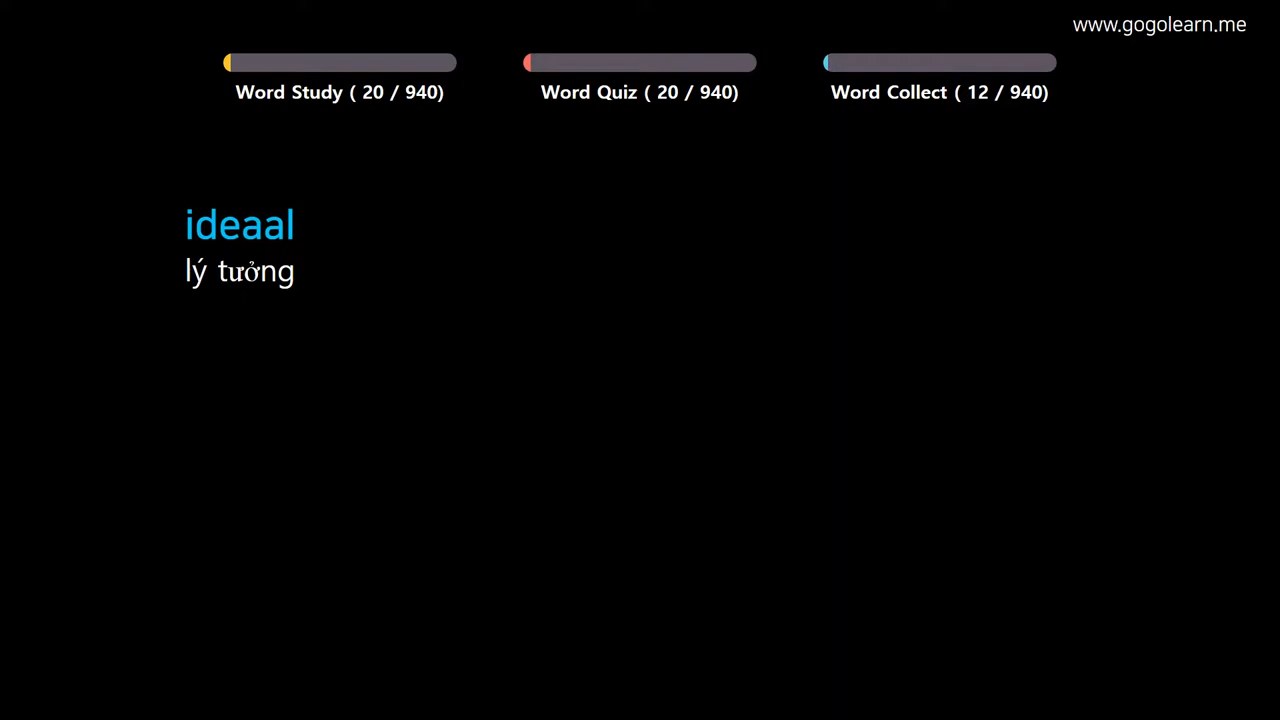 www.gogolearn.me
Word Study ( 20 / 940)
Word Quiz ( 20 / 940)
Word Collect ( 12 / 940)
ideaal
lý tưởng